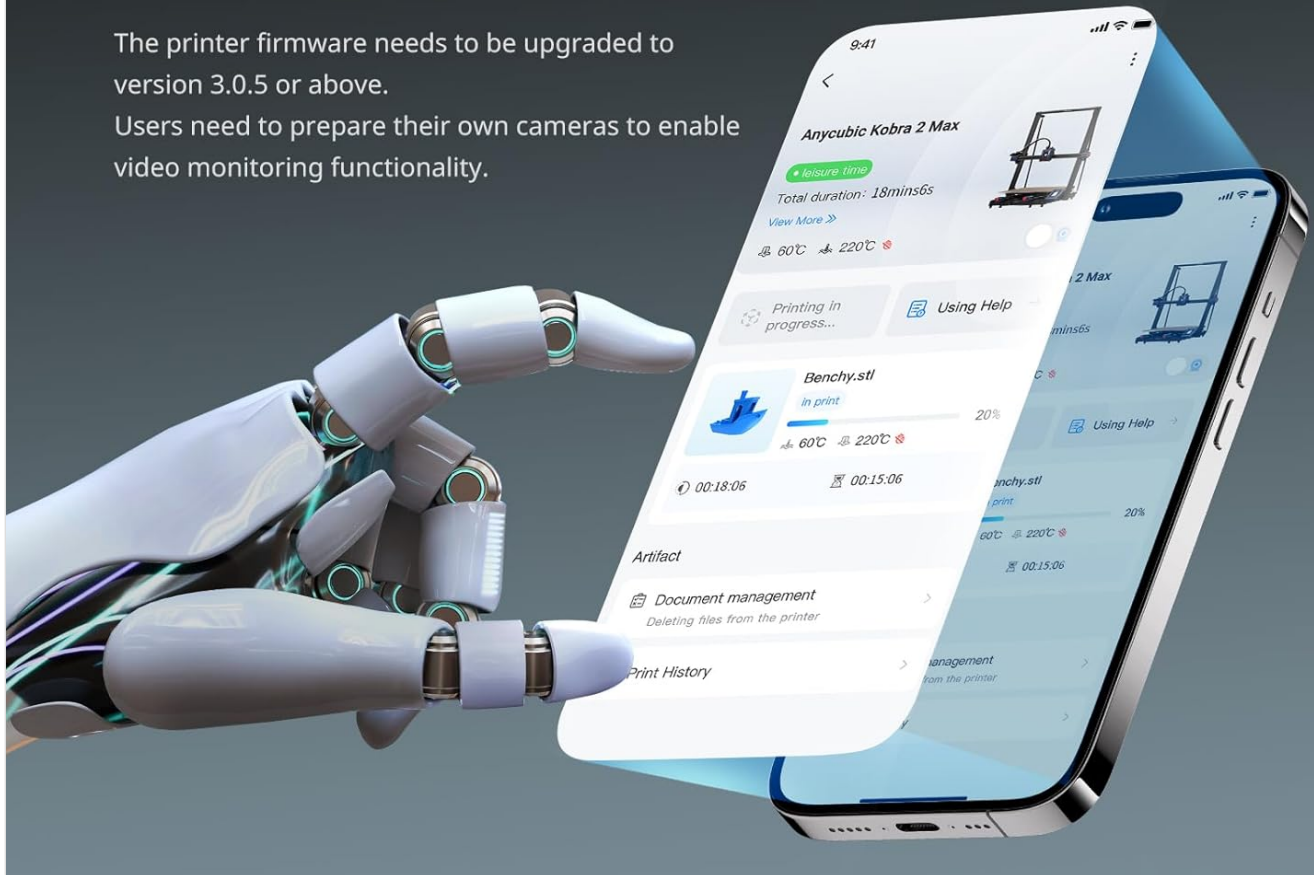 The printer firmware needs to be upgraded to
version 3.0.5 or above.
Users need to prepare their own cameras to enable
video monitoring functionality.
9:41
Anycubic Kobra 2 Max
leisure time
Total duration: 18mins6s
View More
60℃ 220℃
Printing in
progress...
Using Help
Benchy.stl
in print
20%
60℃ 220℃
00:18:06
00:15:06
Artifact
Document management
Deleting files from the printer
Print History
2 Max
mins6s
℃
Using Help
enchy.stl
print
20%
60℃ 220℃
00:15:06
anagement
from the printer
y